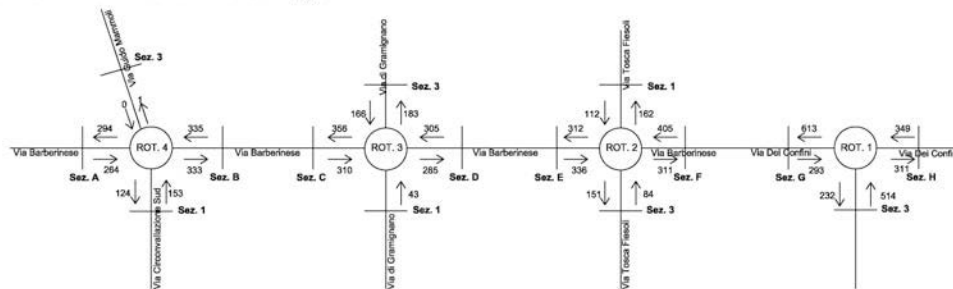 Via Guido Mammoli
Sez. 3
Via di Gramignano
Sez. 3
Via Tosca Fiesoli
Sez. 1
0
1
166
183
112
162
294
335
356
305
312
405
613
349
ROT. 4
ROT. 3
ROT. 2
ROT. 1
Via Barberinese
Via Barberinese
Via Barberinese
Via Barberinese
Via Dei Confini
Via Dei Confi
264
333
310
285
336
311
293
311
Sez. A
Sez. B
Sez. C
Sez. D
Sez. E
Sez. F
Sez. G
Sez. H
124
153
43
151
84
232
514
Sez. 1
Sez. 1
Sez. 3
Sez. 3
Via Circonvallazione Sud
Via di Gramignano
Via Tosca Fiesoli